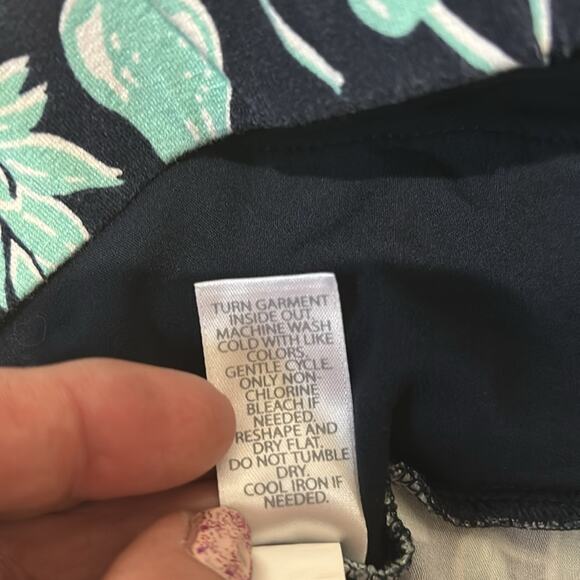 TURN GARMENT
INSIDE OUT
MACHINE WASH
COLD WITH LIKE
COLORS.
GENTLE CYCLE.
ONLY NON-
CHLORINE
BLEACH IF
NEEDED.
RESHAPE AND
DRY FLAT.
DO NOT TUMBLE
DRY.
COOL IRON IF
NEEDED.